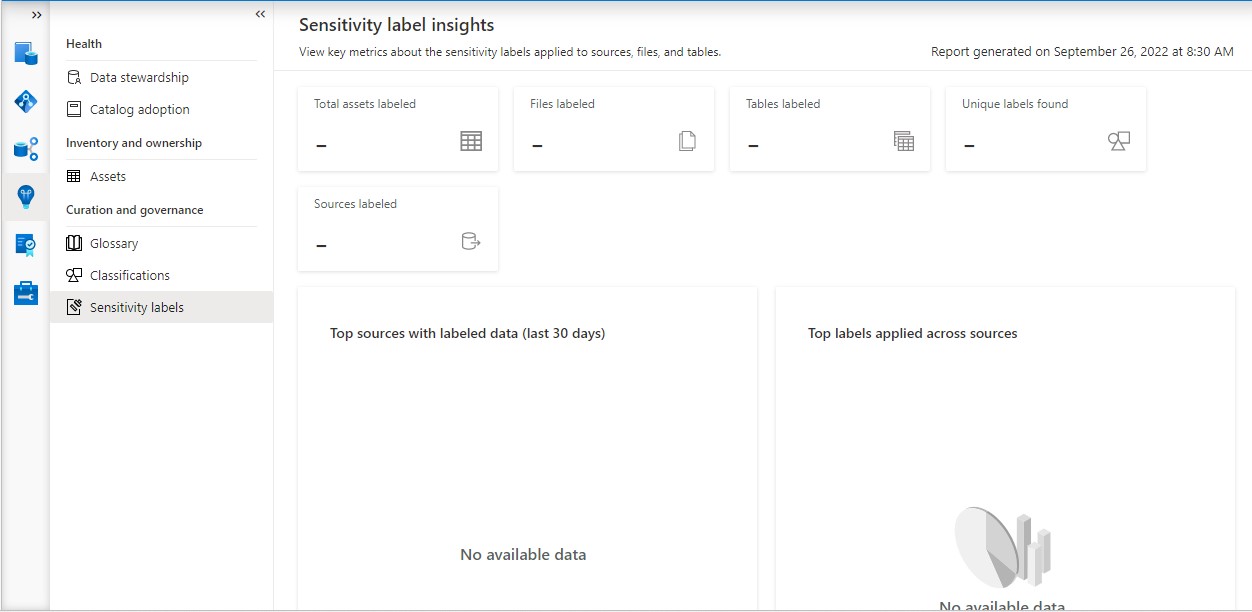 Health
Data stewardship
Catalog adoption
Inventory and ownership
Assets
Curation and governance
Glossary
Classifications
Sensitivity labels
Sensitivity label insights
View key metrics about the sensitivity labels applied to sources, files, and tables.
Report generated on September 26, 2022 at 8:30 AM
Total assets labeled
–
Files labeled
–
Tables labeled
–
Unique labels found
–
Sources labeled
–
Top sources with labeled data (last 30 days)
No available data
Top labels applied across sources
No available data